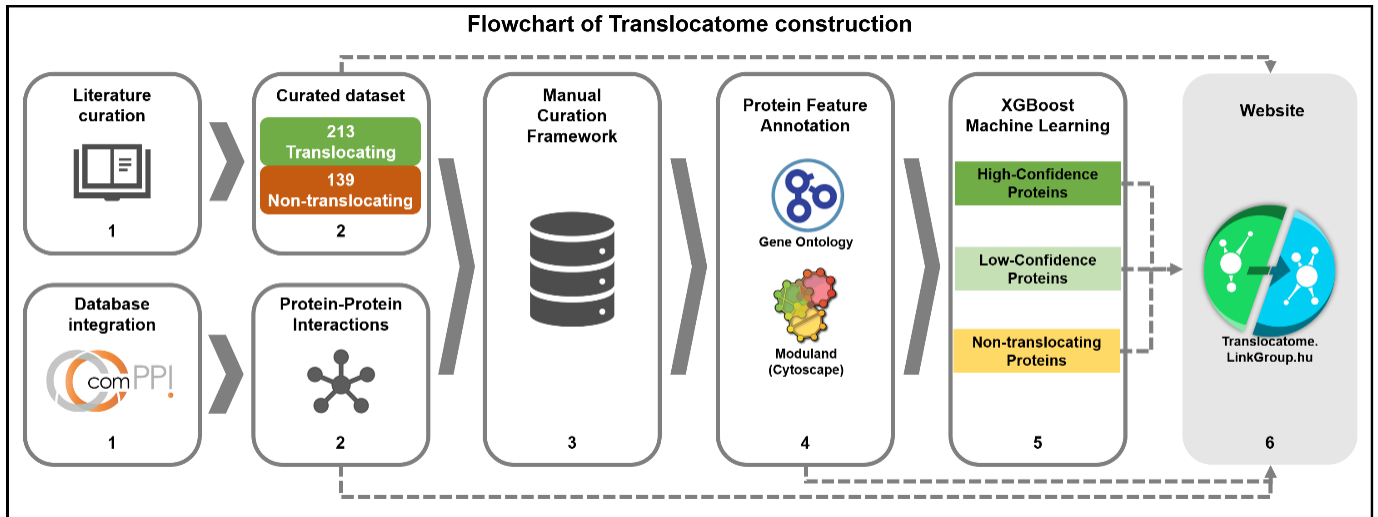 Flowchart of Translocatome construction
Literature
curation
1
Curated dataset
213
Translocating
139
Non-translocating
2
Database
integration
comPPI
1
Protein-Protein
Interactions
2
Manual
Curation
Framework
3
Protein Feature
Annotation
Gene Ontology
Moduland
(Cytoscape)
4
XGBoost
Machine Learning
High-Confidence
Proteins
Low-Confidence
Proteins
Non-translocating
Proteins
5
Website
Translocatome.
LinkGroup.hu
6